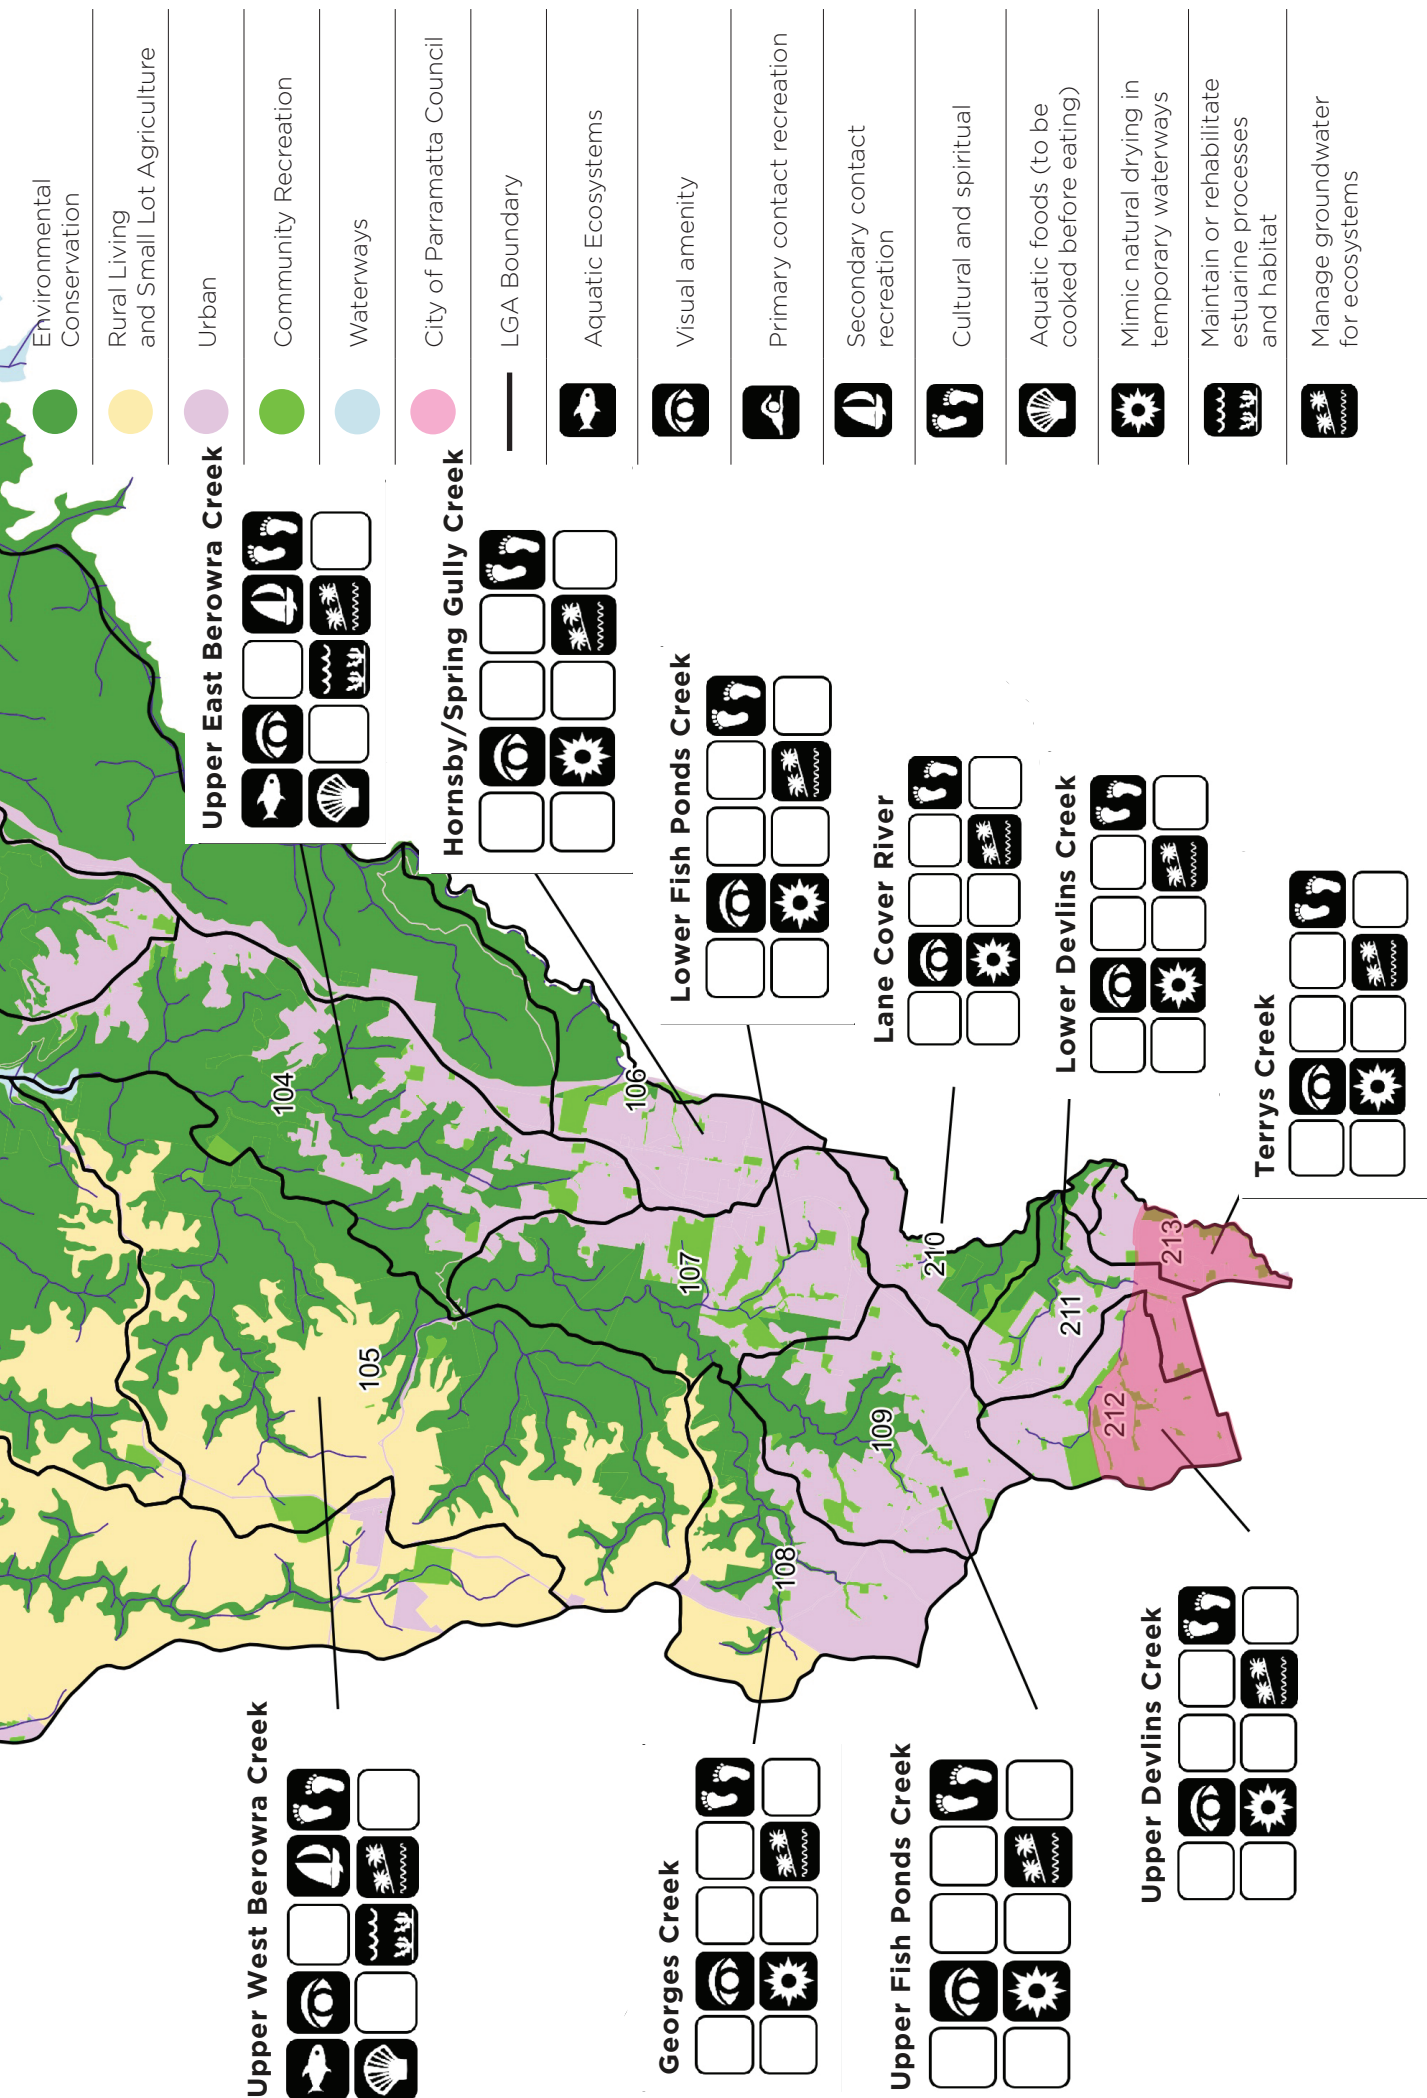 Environmental
Conservation
Rural Living
and Small Lot Agriculture
Urban
Community Recreation
Waterways
City of Parramatta Council
LGA Boundary
Aquatic Ecosystems
Visual amenity
Primary contact recreation
Secondary contact
recreation
Cultural and spiritual
Aquatic foods (to be
cooked before eating)
Mimic natural drying in
temporary waterways
Maintain or rehabilitate
estuarine processes
and habitat
Manage groundwater
for ecosystems
Upper East Berowra Creek
Hornsby/Spring Gully Creek
Lower Fish Ponds Creek
Lane Cover River
Lower Devlins Creek
Terrys Creek
104
106
107
210
213
211
105
212
109
108
Upper West Berowra Creek
Georges Creek
Upper Fish Ponds Creek
Upper Devlins Creek